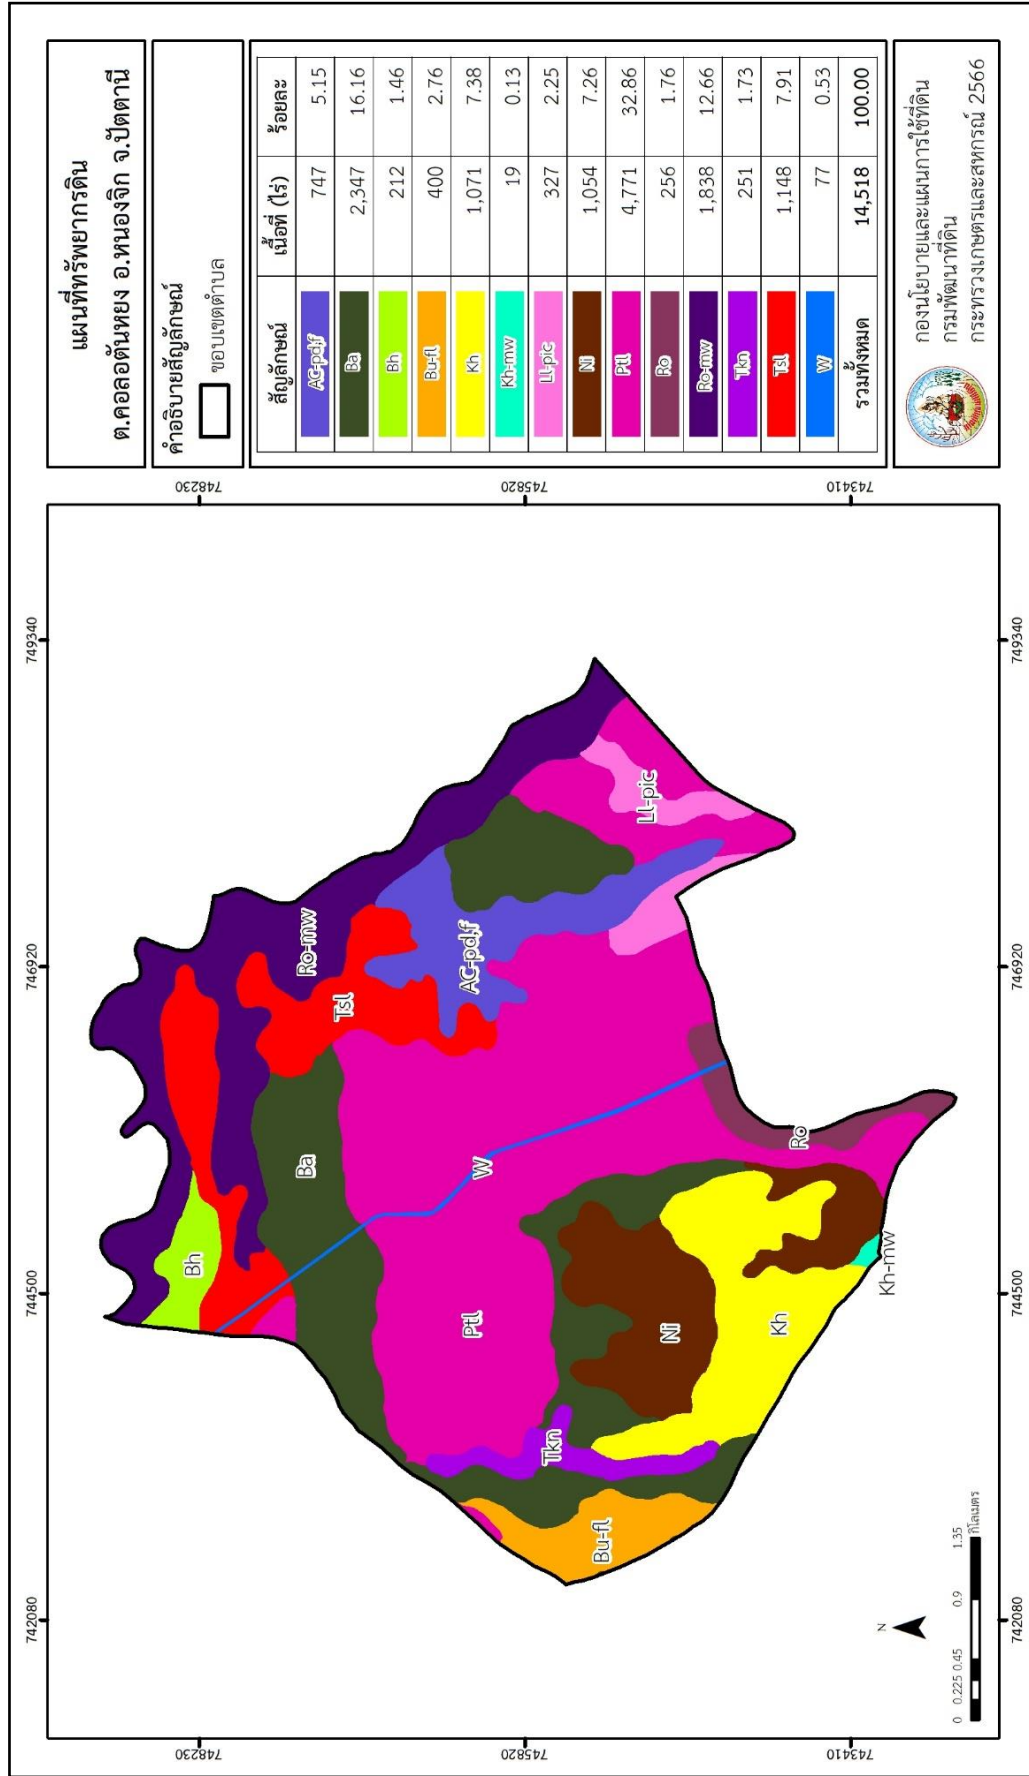 แผนที่ทรัพยากรดิน
ต.คอลอตันหยง อ.หนองจิก จ.ปัตตานี
คำอธิบายสัญลักษณ์
ขอบเขตตำบล
สัญลักษณ์ เนื้อที่ (ไร่) ร้อยละ
AC-pd,f 747 5.15
Ba 2,347 16.16
Bh 212 1.46
Bu-fl 400 2.76
Kh 1,071 7.38
Kh-mw 19 0.13
Ll-pic 327 2.25
Ni 1,054 7.26
Ptl 4,771 32.86
Ro 256 1.76
Ro-mw 1,838 12.66
Tkn 251 1.73
Tsl 1,148 7.91
W 77 0.53
รวมทั้งหมด 14,518 100.00
กองนโยบายและแผนการใช้ที่ดิน
กรมพัฒนาที่ดิน
กระทรวงเกษตรและสหกรณ์ 2566
742080 744500 746920 749340
748230 748230
745820 745820
743410 743410
742080 744500 746920 749340
Bh
Ro-mw
Tsl
Ba
AC-pd,f
W
Ptl
Tkn
Bu-fl
Ll-pic
Ni
Kh
Ro
Kh-mw
N
0 0.225 0.45 0.9 1.35
กิโลเมตร